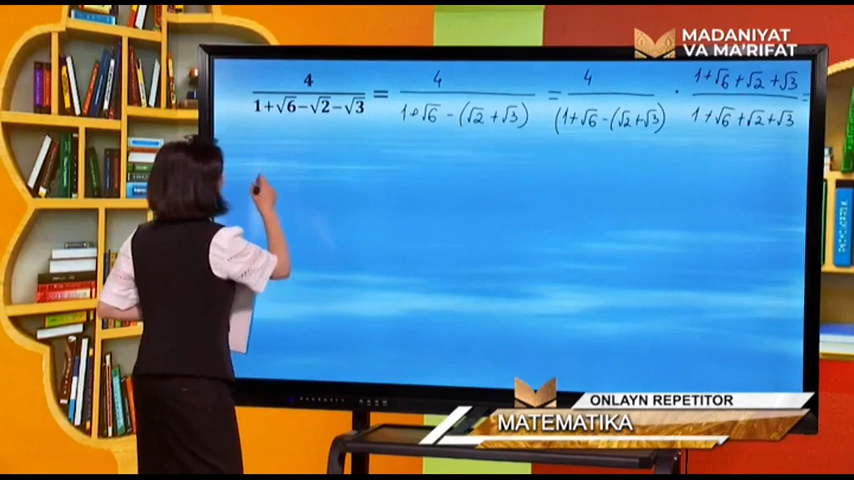 MADANIYAT
VA MA'RIFAT
4/(1+√6−√2−√3) = 4/(1+√6 − (√2 + √3)) = 4/((1+√6 − (√2+√3)) · (1+√6+√2+√3)/(1+√6+√2+√3) =
ONLAYN REPETITOR
MATEMATIKA